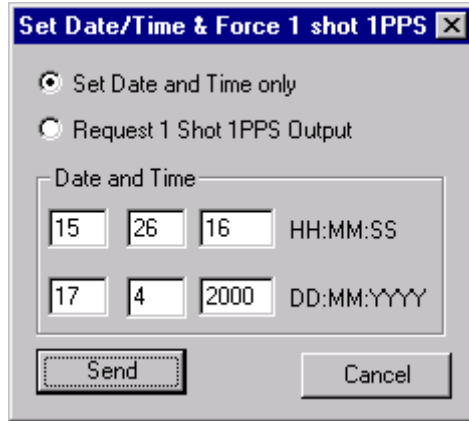 Set Date/Time & Force 1 shot 1PPS
Set Date and Time only
Request 1 Shot 1PPS Output
Date and Time
15 26 16 HH:MM:SS
17 4 2000 DD:MM:YYYY
Send Cancel